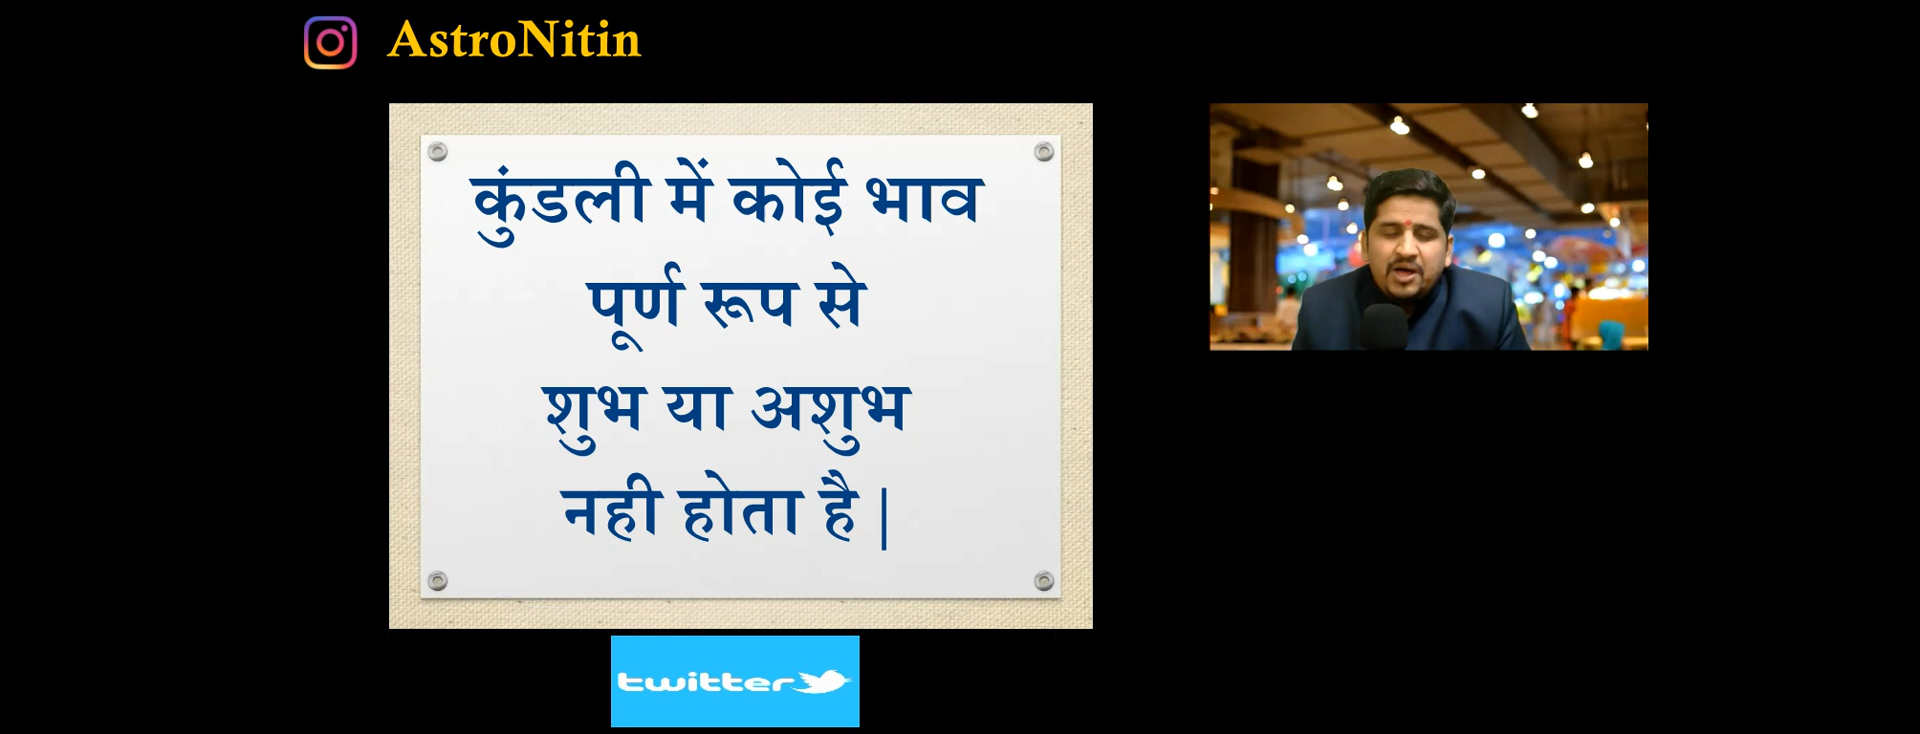 AstroNitin
कुंडली में कोई भाव
पूर्ण रूप से
शुभ या अशुभ
नही होता है |
twitter